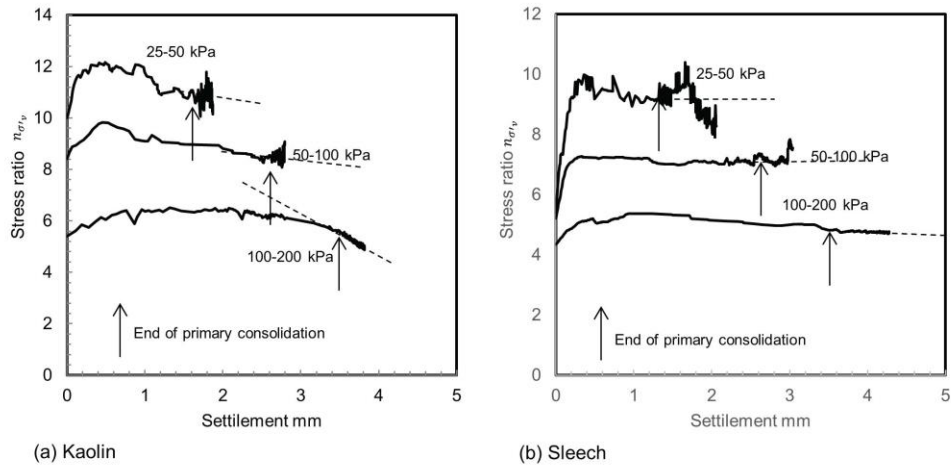 14
12
10
8
6
4
2
0
Stress ratio nσ′v
25-50 kPa
50-100 kPa
100-200 kPa
End of primary consolidation
0 1 2 3 4 5
Settilement mm
(a) Kaolin
12
10
8
6
4
2
0
Stress ratio nσ′v
25-50 kPa
50-100 kPa
100-200 kPa
End of primary consolidation
0 1 2 3 4 5
Settilement mm
(b) Sleech